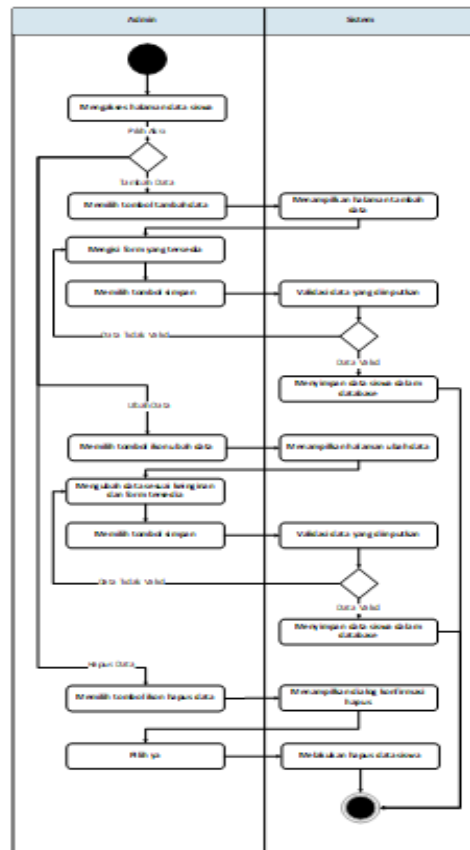 Admin
Sistem
Mengakses halaman data siswa
Pilih Aksi
Tambah Data
Memilih tombol tambah data
Menampilkan halaman tambah
data
Mengisi form yang tersedia
Memilih tombol simpan
Validasi data yang diinputkan
Data Tidak Valid
Data Valid
Menyimpan data siswa dalam
database
Ubah Data
Memilih tombol ikon ubah data
Menampilkan halaman ubah data
Mengubah data sesuai keinginan
dan form tersedia
Memilih tombol simpan
Validasi data yang diinputkan
Data Tidak Valid
Data Valid
Menyimpan data siswa dalam
database
Hapus Data
Memilih tombol ikon hapus data
Menampilkan dialog konfirmasi
hapus
Pilih ya
Melakukan hapus data siswa